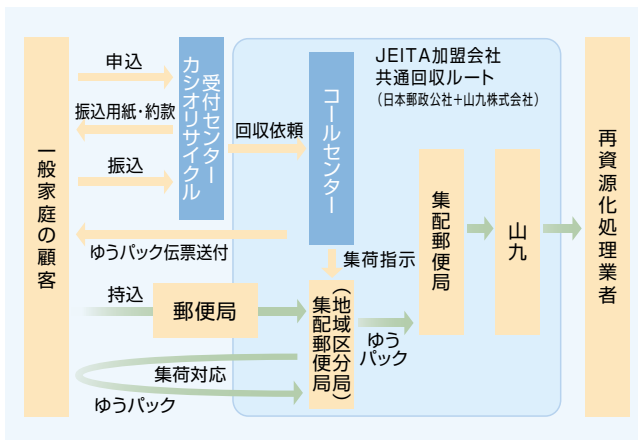 一般家庭の顧客
申込
振込用紙・約款
振込
カシオリサイクル
受付センター
回収依頼
コールセンター
JEITA加盟会社
共通回収ルート
（日本郵政公社＋山九株式会社）
ゆうパック伝票送付
集荷指示
持込
郵便局
集配郵便局
（地域区分局）
ゆう
パック
集荷対応
ゆうパック
集配郵便局
山九
再資源化処理業者